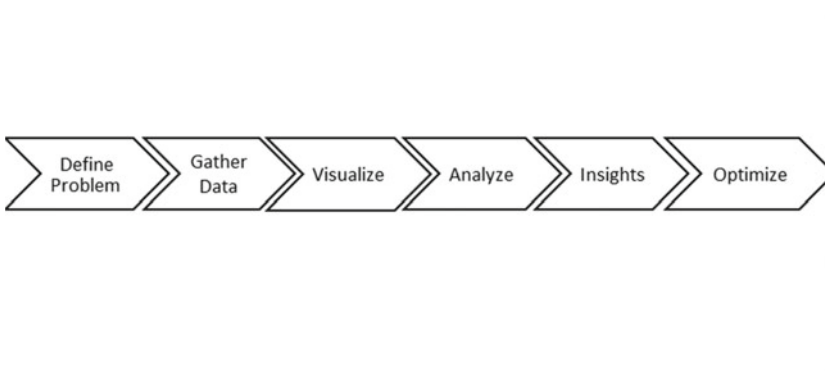 Define
Problem
Gather
Data
Visualize
Analyze
Insights
Optimize